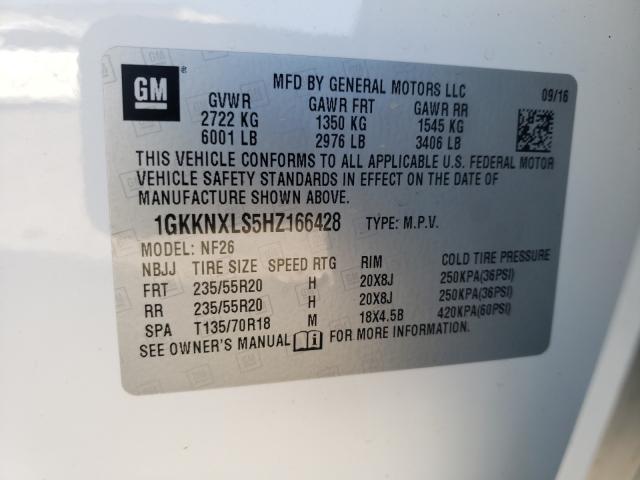 GM
MFD BY GENERAL MOTORS LLC
09/16
GVWR GAWR FRT GAWR RR
2722 KG 1350 KG 1545 KG
6001 LB 2976 LB 3406 LB
THIS VEHICLE CONFORMS TO ALL APPLICABLE U.S. FEDERAL MOTOR
VEHICLE SAFETY STANDARDS IN EFFECT ON THE DATE OF
MANUFACTURE SHOWN ABOVE.
1GKKNXLS5HZ166428 TYPE: M.P.V.
MODEL: NF26
NBJJ TIRE SIZE SPEED RTG RIM COLD TIRE PRESSURE
FRT 235/55R20 H 20X8J 250KPA(36PSI)
RR 235/55R20 H 20X8J 250KPA(36PSI)
SPA T135/70R18 M 18X4.5B 420KPA(60PSI)
SEE OWNER'S MANUAL i FOR MORE INFORMATION.